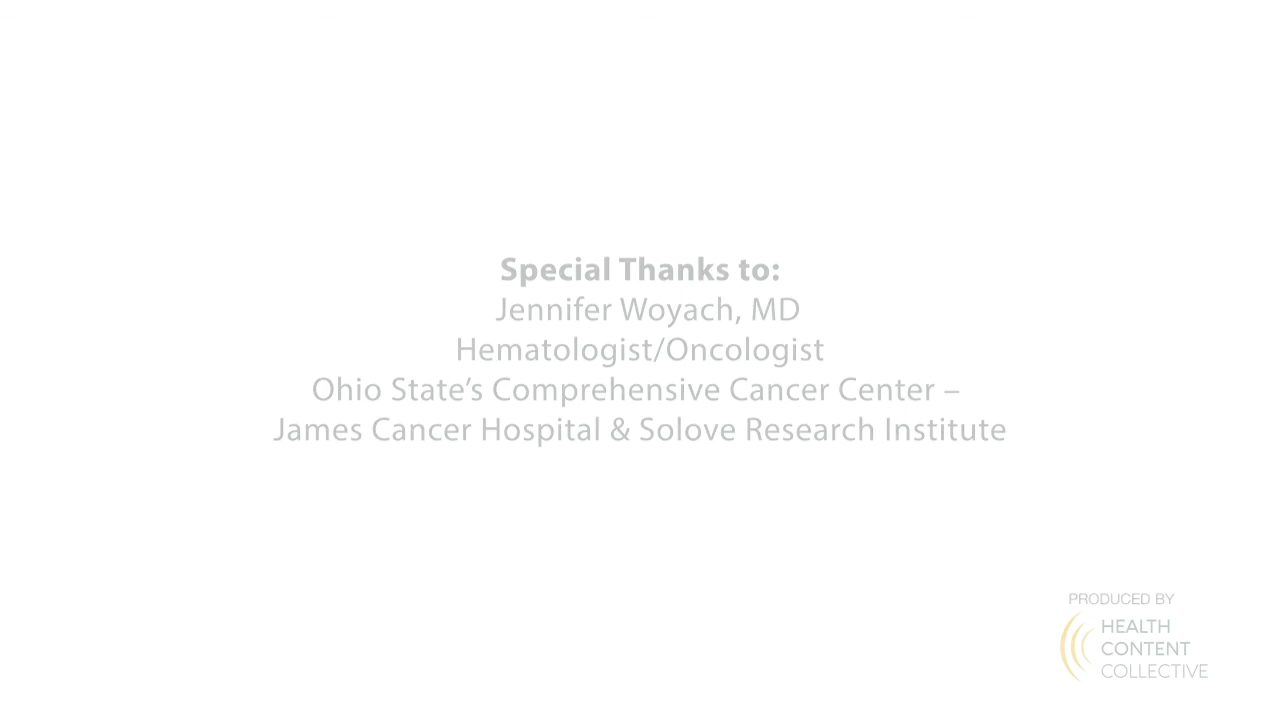 Special Thanks to:
Jennifer Woyach, MD
Hematologist/Oncologist
Ohio State’s Comprehensive Cancer Center –
James Cancer Hospital & Solove Research Institute
PRODUCED BY
HEALTH
CONTENT
COLLECTIVE